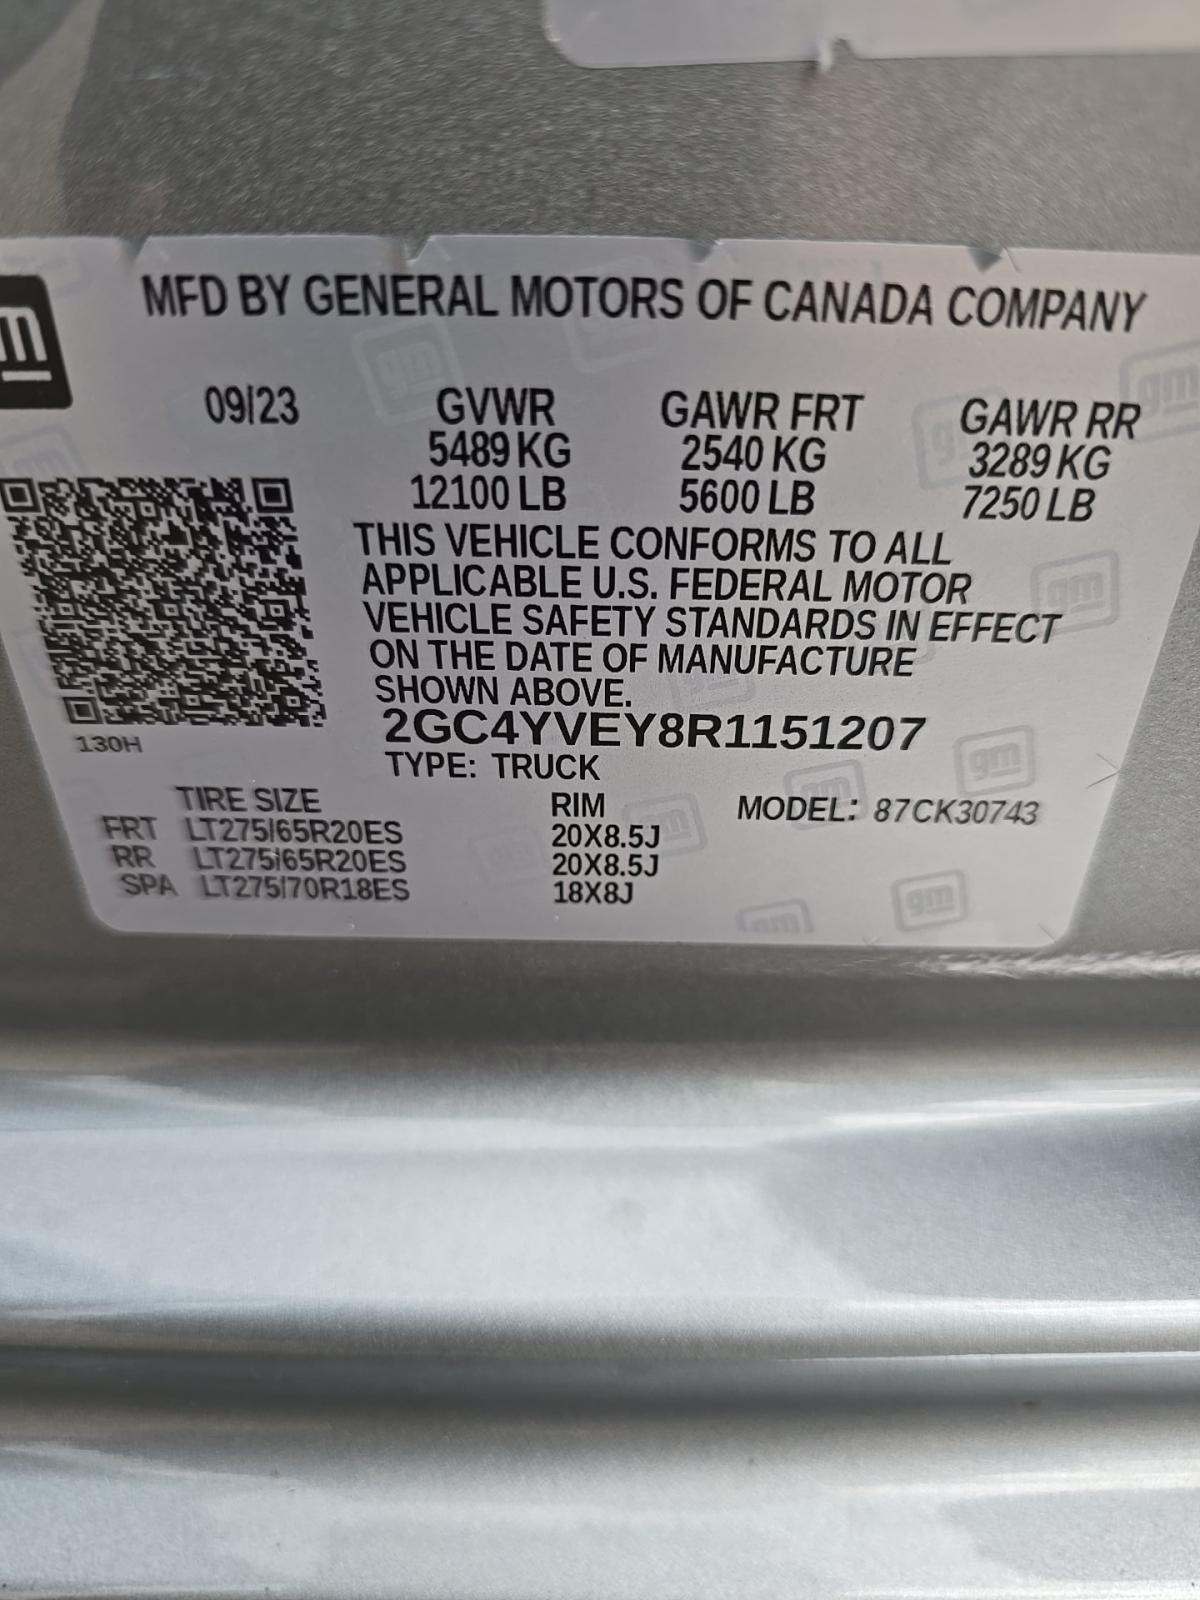 gm
MFD BY GENERAL MOTORS OF CANADA COMPANY
09/23 GVWR GAWR FRT GAWR RR
5489 KG 2540 KG 3289 KG
12100 LB 5600 LB 7250 LB
THIS VEHICLE CONFORMS TO ALL
APPLICABLE U.S. FEDERAL MOTOR
VEHICLE SAFETY STANDARDS IN EFFECT
ON THE DATE OF MANUFACTURE
SHOWN ABOVE.
2GC4YVEY8R1151207
130H
TYPE: TRUCK
TIRE SIZE RIM MODEL: 87CK30743
FRT LT275/65R20ES 20X8.5J
RR LT275/65R20ES 20X8.5J
SPA LT275/70R18ES 18X8J